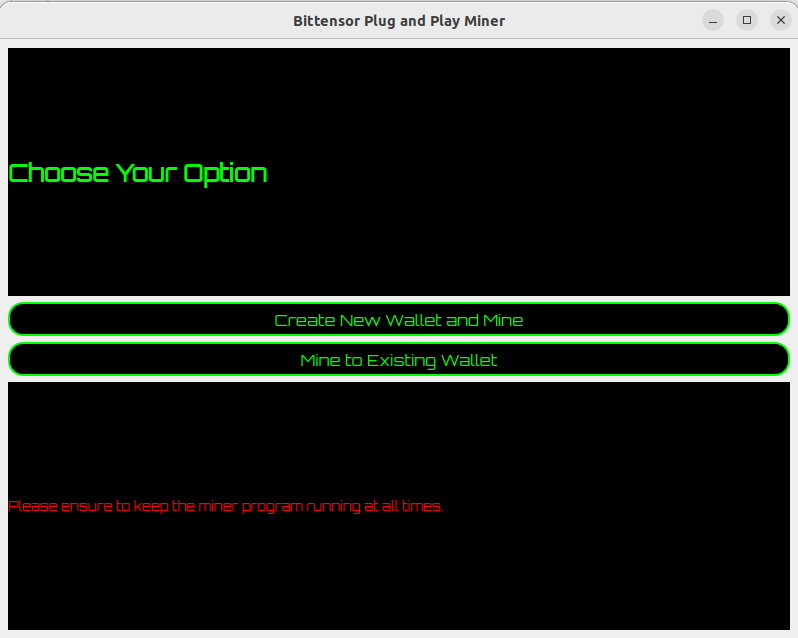 Bittensor Plug and Play Miner
Choose Your Option
Create New Wallet and Mine
Mine to Existing Wallet
Please ensure to keep the miner program running at all times.